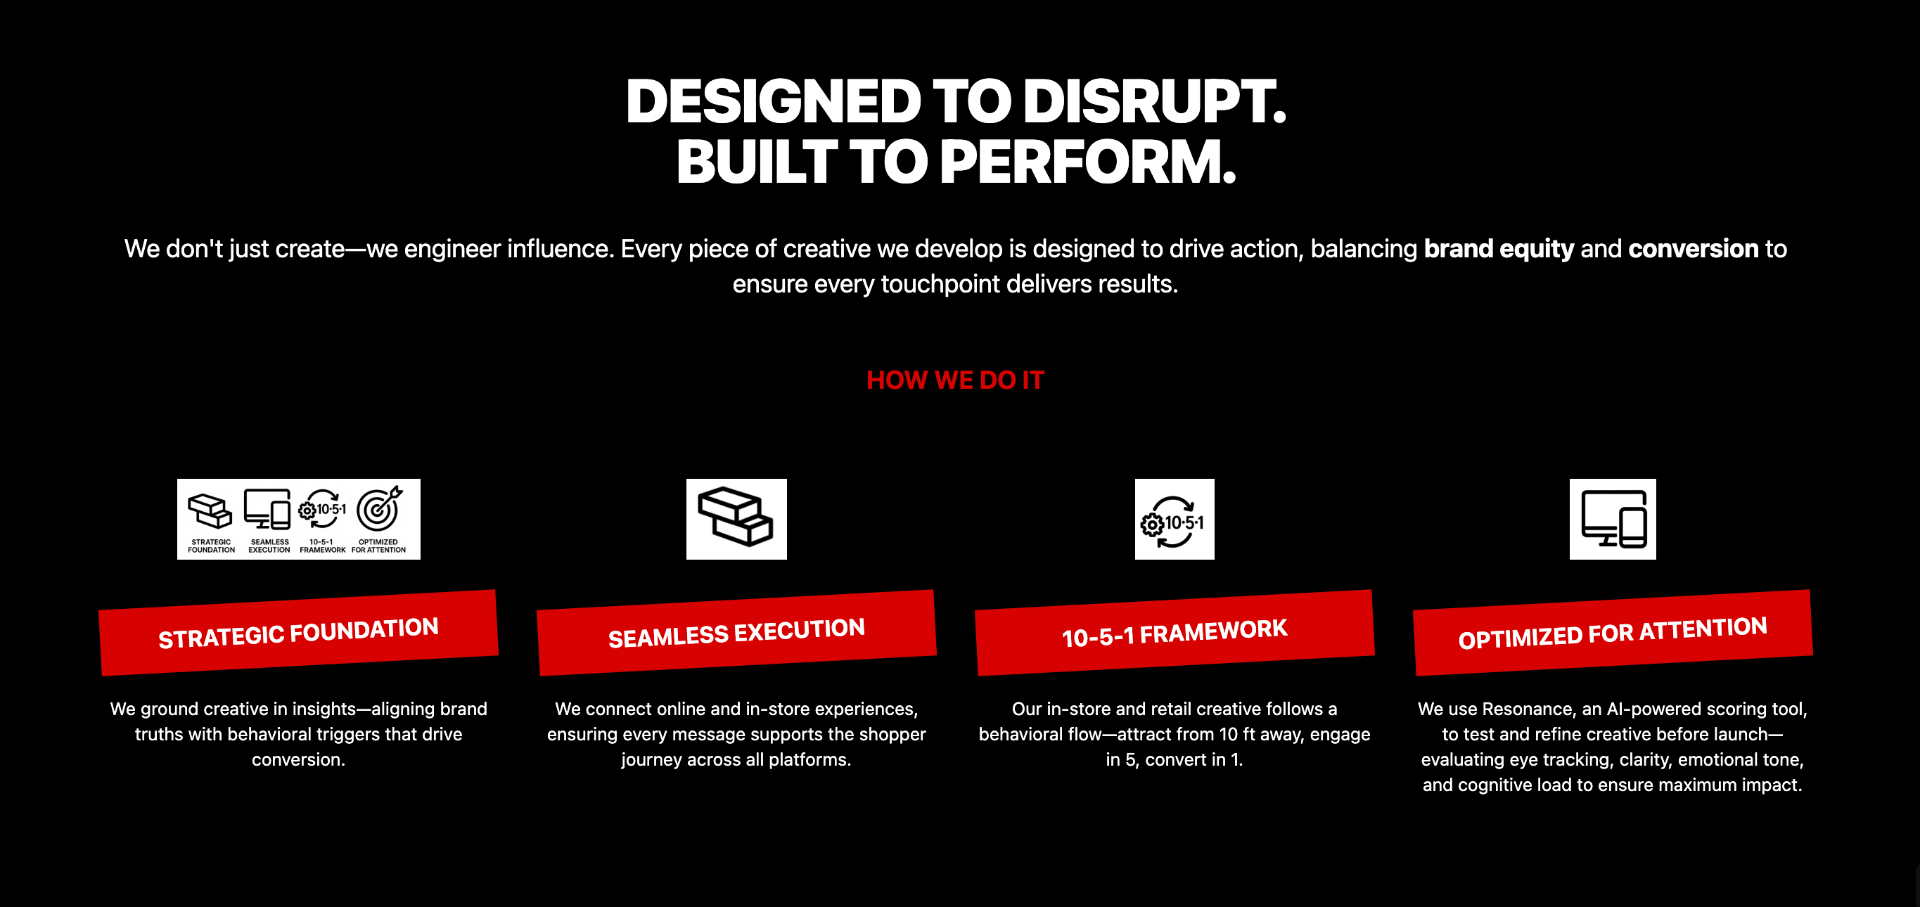 DESIGNED TO DISRUPT.
BUILT TO PERFORM.
We don't just create—we engineer influence. Every piece of creative we develop is designed to drive action, balancing brand equity and conversion to
ensure every touchpoint delivers results.
HOW WE DO IT
10·5·1
STRATEGIC
FOUNDATION
SEAMLESS
EXECUTION
10-5-1
FRAMEWORK
OPTIMIZED
FOR ATTENTION
10·5·1
STRATEGIC FOUNDATION
We ground creative in insights—aligning brand
truths with behavioral triggers that drive
conversion.
SEAMLESS EXECUTION
We connect online and in-store experiences,
ensuring every message supports the shopper
journey across all platforms.
10-5-1 FRAMEWORK
Our in-store and retail creative follows a
behavioral flow—attract from 10 ft away, engage
in 5, convert in 1.
OPTIMIZED FOR ATTENTION
We use Resonance, an AI-powered scoring tool,
to test and refine creative before launch—
evaluating eye tracking, clarity, emotional tone,
and cognitive load to ensure maximum impact.